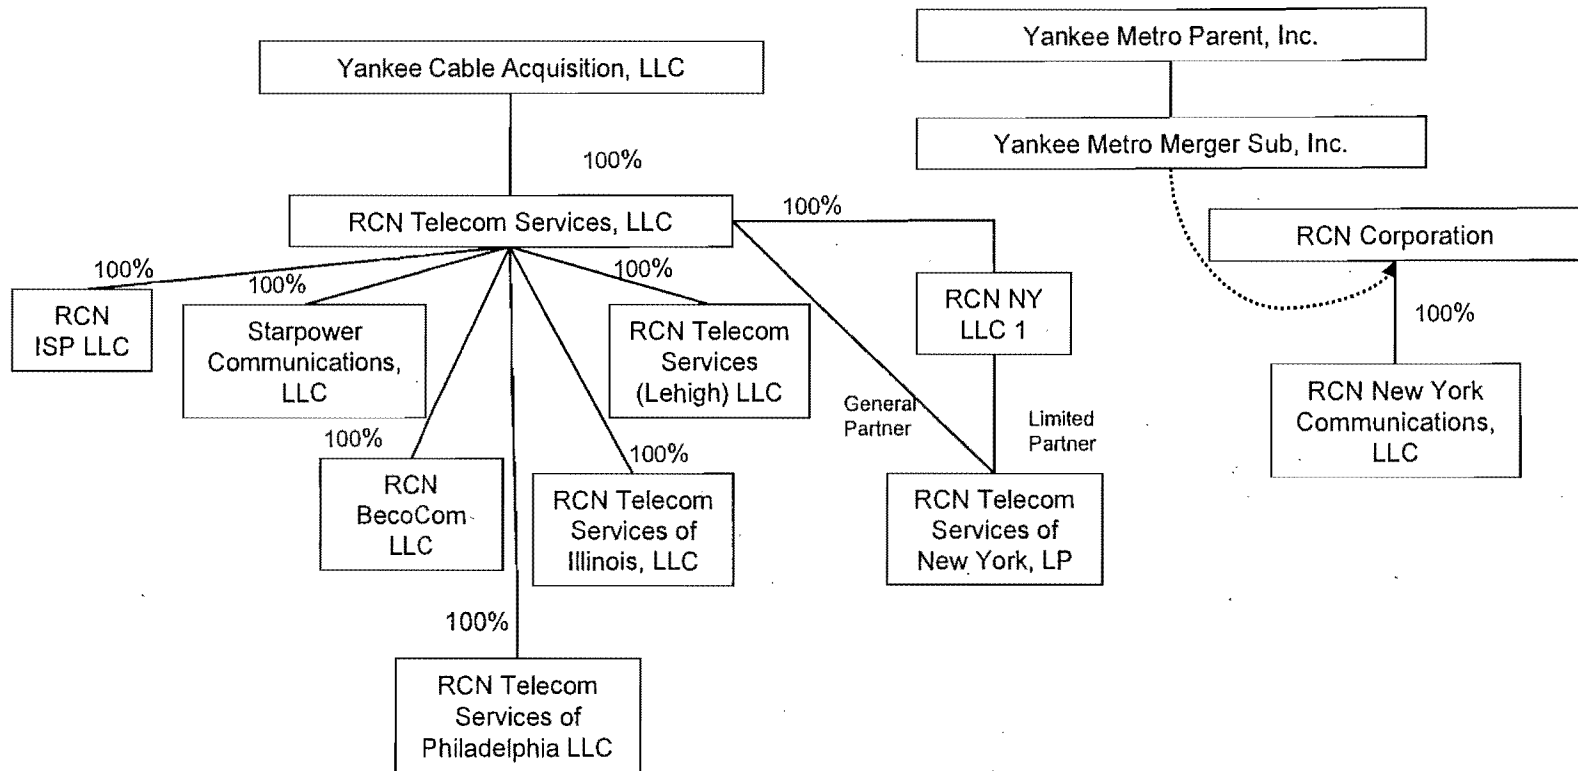 Yankee Metro Parent, Inc.
Yankee Cable Acquisition, LLC
Yankee Metro Merger Sub, Inc.
100%
RCN Telecom Services, LLC
100%
RCN Corporation
100%
RCN
ISP LLC
100%
Starpower
Communications,
LLC
100%
RCN Telecom
Services
(Lehigh) LLC
RCN NY
LLC 1
100%
RCN New York
Communications,
LLC
General
Partner
Limited
Partner
100%
RCN
BecoCom
LLC
100%
RCN Telecom
Services of
Illinois, LLC
RCN Telecom
Services of
New York, LP
100%
RCN Telecom
Services of
Philadelphia LLC